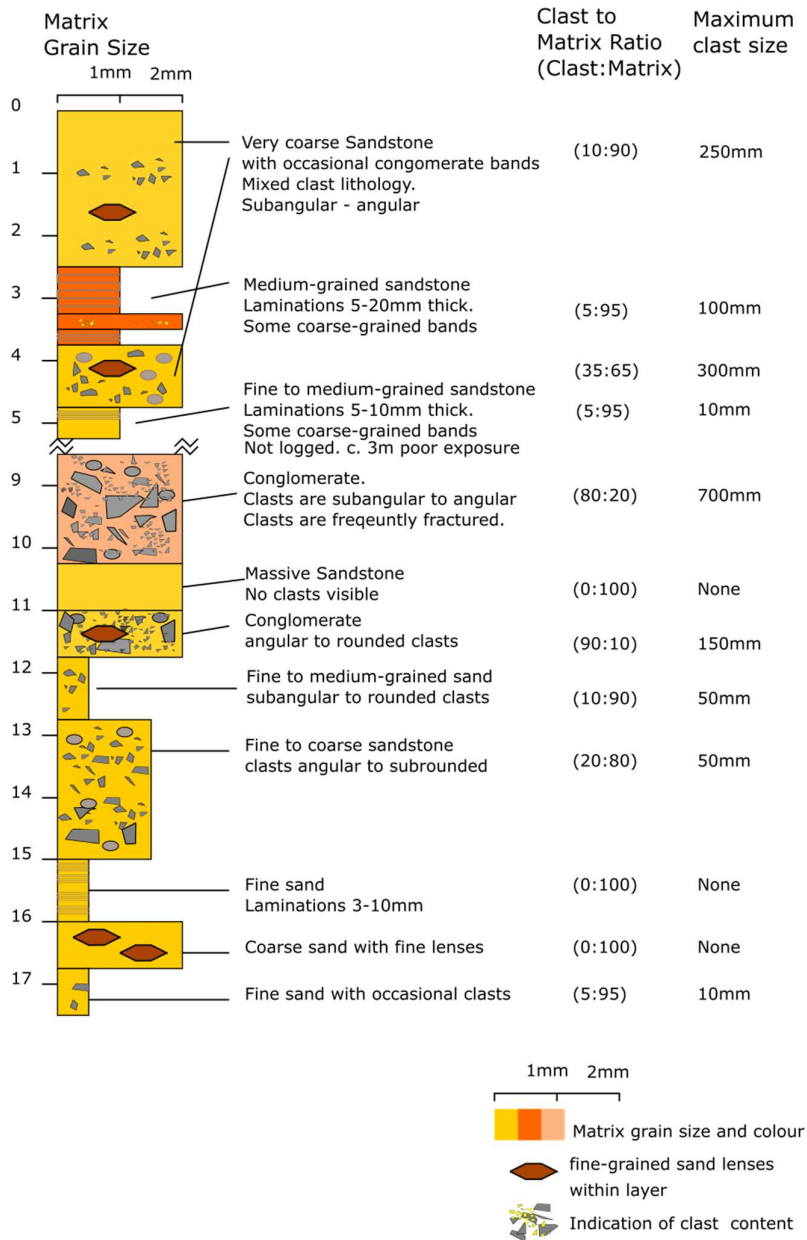 Matrix
Grain Size
1mm 2mm
Clast to
Matrix Ratio
(Clast:Matrix)
Maximum
clast size
0
Very coarse Sandstone
with occasional congomerate bands
Mixed clast lithology.
Subangular - angular
(10:90) 250mm
1
2
Medium-grained sandstone
Laminations 5-20mm thick.
Some coarse-grained bands
(5:95) 100mm
3
4
(35:65) 300mm
Fine to medium-grained sandstone
Laminations 5-10mm thick.
Some coarse-grained bands
(5:95) 10mm
5
Not logged. c. 3m poor exposure
9
Conglomerate.
Clasts are subangular to angular
Clasts are freqeuntly fractured.
(80:20) 700mm
10
Massive Sandstone
No clasts visible
(0:100) None
11
Conglomerate
angular to rounded clasts
(90:10) 150mm
12
Fine to medium-grained sand
subangular to rounded clasts
(10:90) 50mm
13
Fine to coarse sandstone
clasts angular to subrounded
(20:80) 50mm
14
15
Fine sand
Laminations 3-10mm
(0:100) None
16
Coarse sand with fine lenses
(0:100) None
17
Fine sand with occasional clasts
(5:95) 10mm
1mm 2mm
Matrix grain size and colour
fine-grained sand lenses
within layer
Indication of clast content